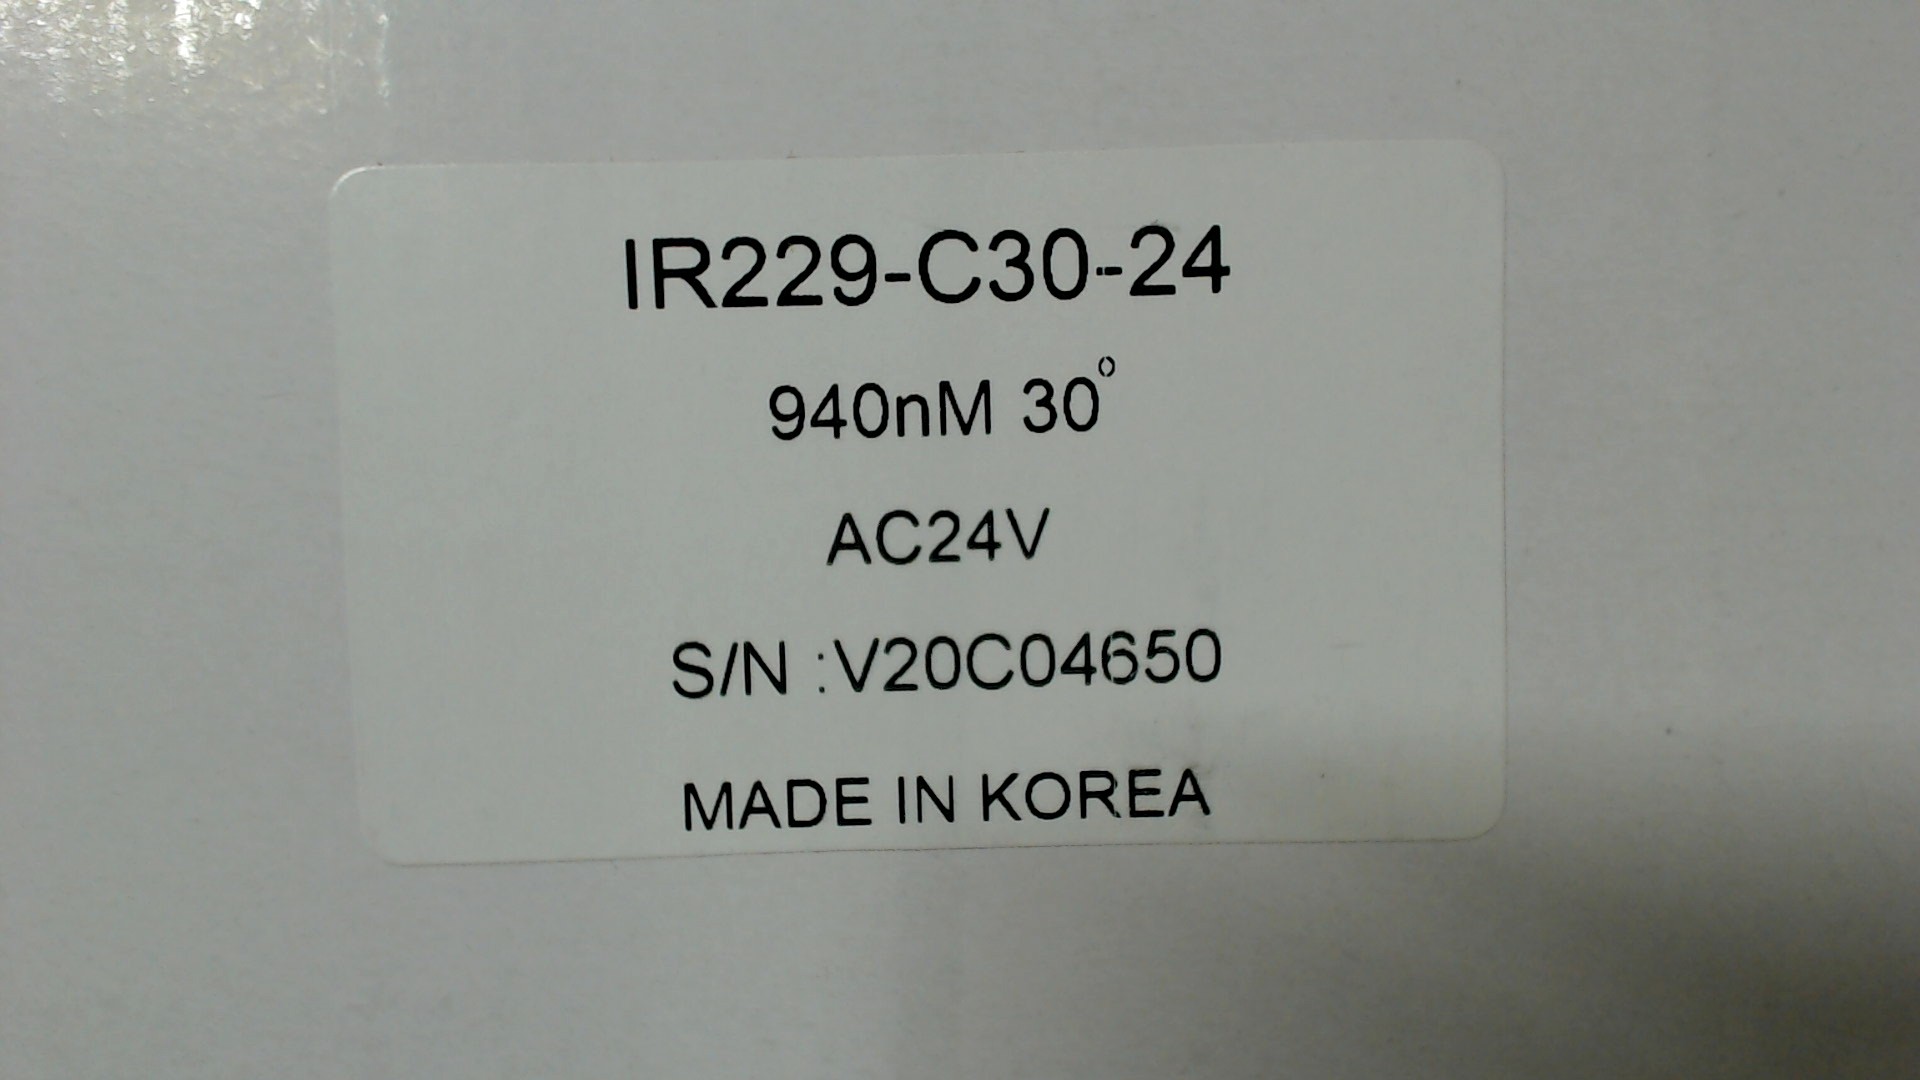 IR229-C30-24
940nM 30°
AC24V
S/N :V20C04650
MADE IN KOREA